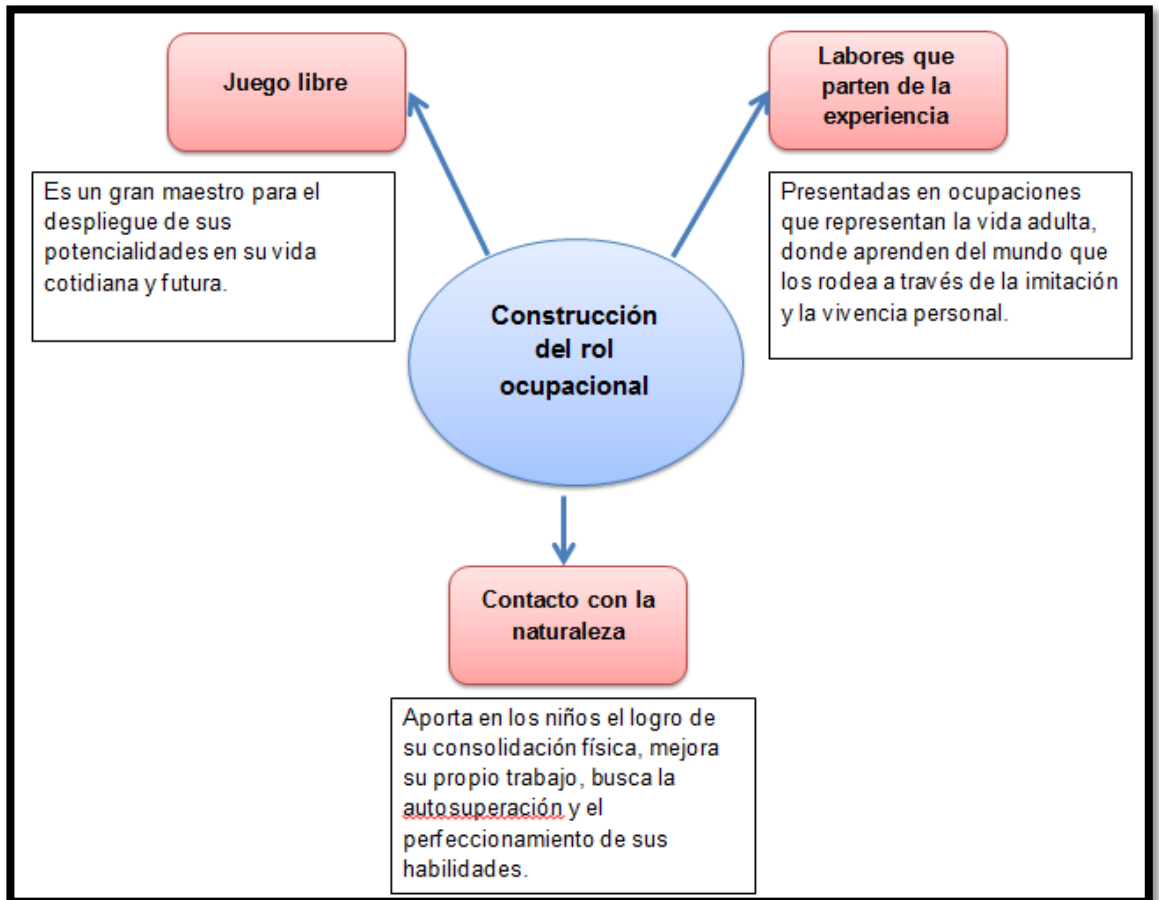 Juego libre
Es un gran maestro para el
despliegue de sus
potencialidades en su vida
cotidiana y futura.
Labores que
parten de la
experiencia
Presentadas en ocupaciones
que representan la vida adulta,
donde aprenden del mundo que
los rodea a través de la imitación
y la vivencia personal.
Construcción
del rol
ocupacional
Contacto con la
naturaleza
Aporta en los niños el logro de
su consolidación física, mejora
su propio trabajo, busca la
autosuperación y el
perfeccionamiento de sus
habilidades.